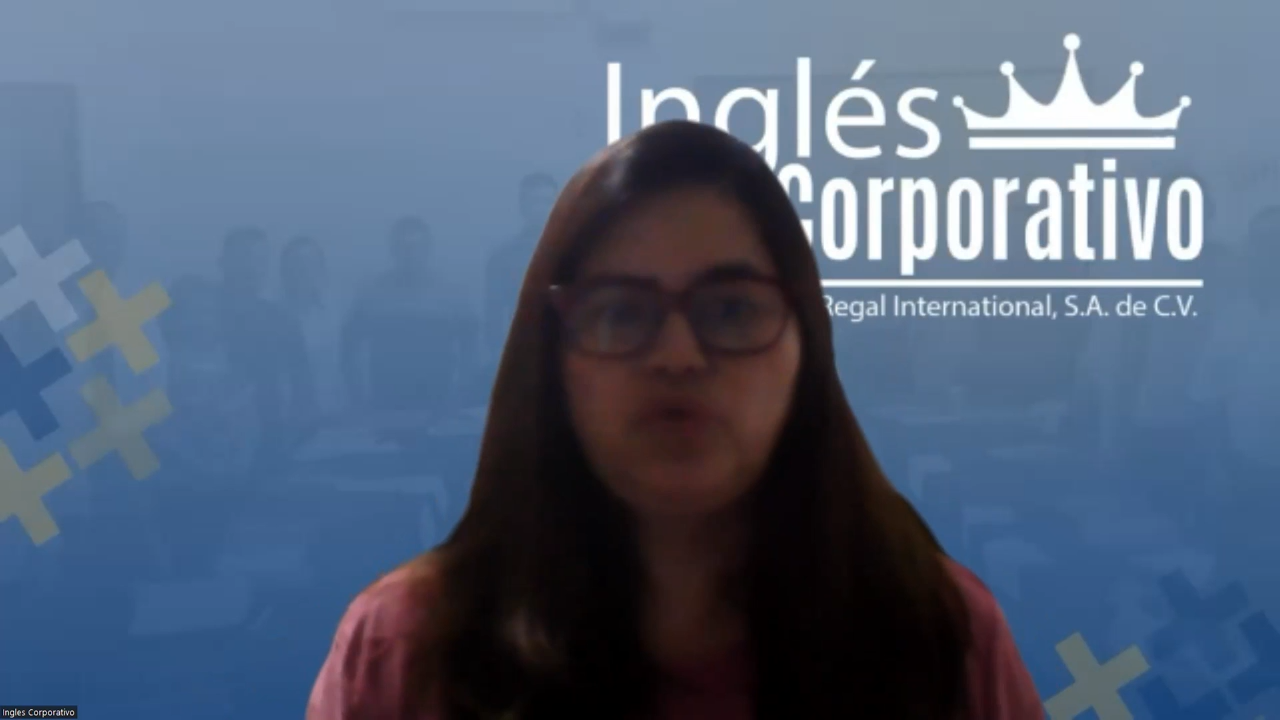 Inglés
Corporativo
Regal International, S.A. de C.V.
Ingles Corporativo